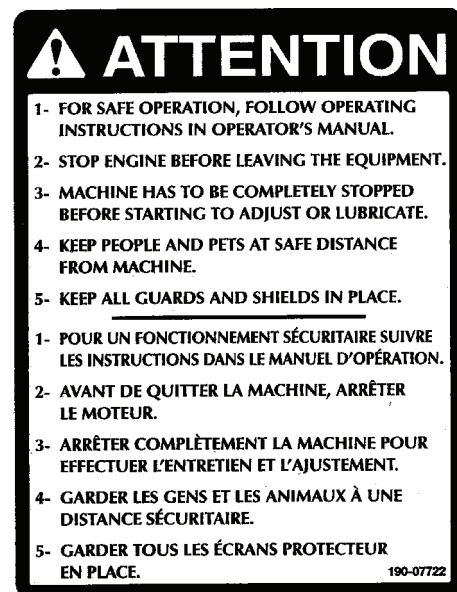 ATTENTION
1- FOR SAFE OPERATION, FOLLOW OPERATING
INSTRUCTIONS IN OPERATOR'S MANUAL.
2- STOP ENGINE BEFORE LEAVING THE EQUIPMENT.
3- MACHINE HAS TO BE COMPLETELY STOPPED
BEFORE STARTING TO ADJUST OR LUBRICATE.
4- KEEP PEOPLE AND PETS AT SAFE DISTANCE
FROM MACHINE.
5- KEEP ALL GUARDS AND SHIELDS IN PLACE.
1- POUR UN FONCTIONNEMENT SÉCURITAIRE SUIVRE
LES INSTRUCTIONS DANS LE MANUEL D'OPÉRATION.
2- AVANT DE QUITTER LA MACHINE, ARRÊTER
LE MOTEUR.
3- ARRÊTER COMPLÈTEMENT LA MACHINE POUR
EFFECTUER L'ENTRETIEN ET L'AJUSTEMENT.
4- GARDER LES GENS ET LES ANIMAUX À UNE
DISTANCE SÉCURITAIRE.
5- GARDER TOUS LES ÉCRANS PROTECTEUR
EN PLACE.
190-07722